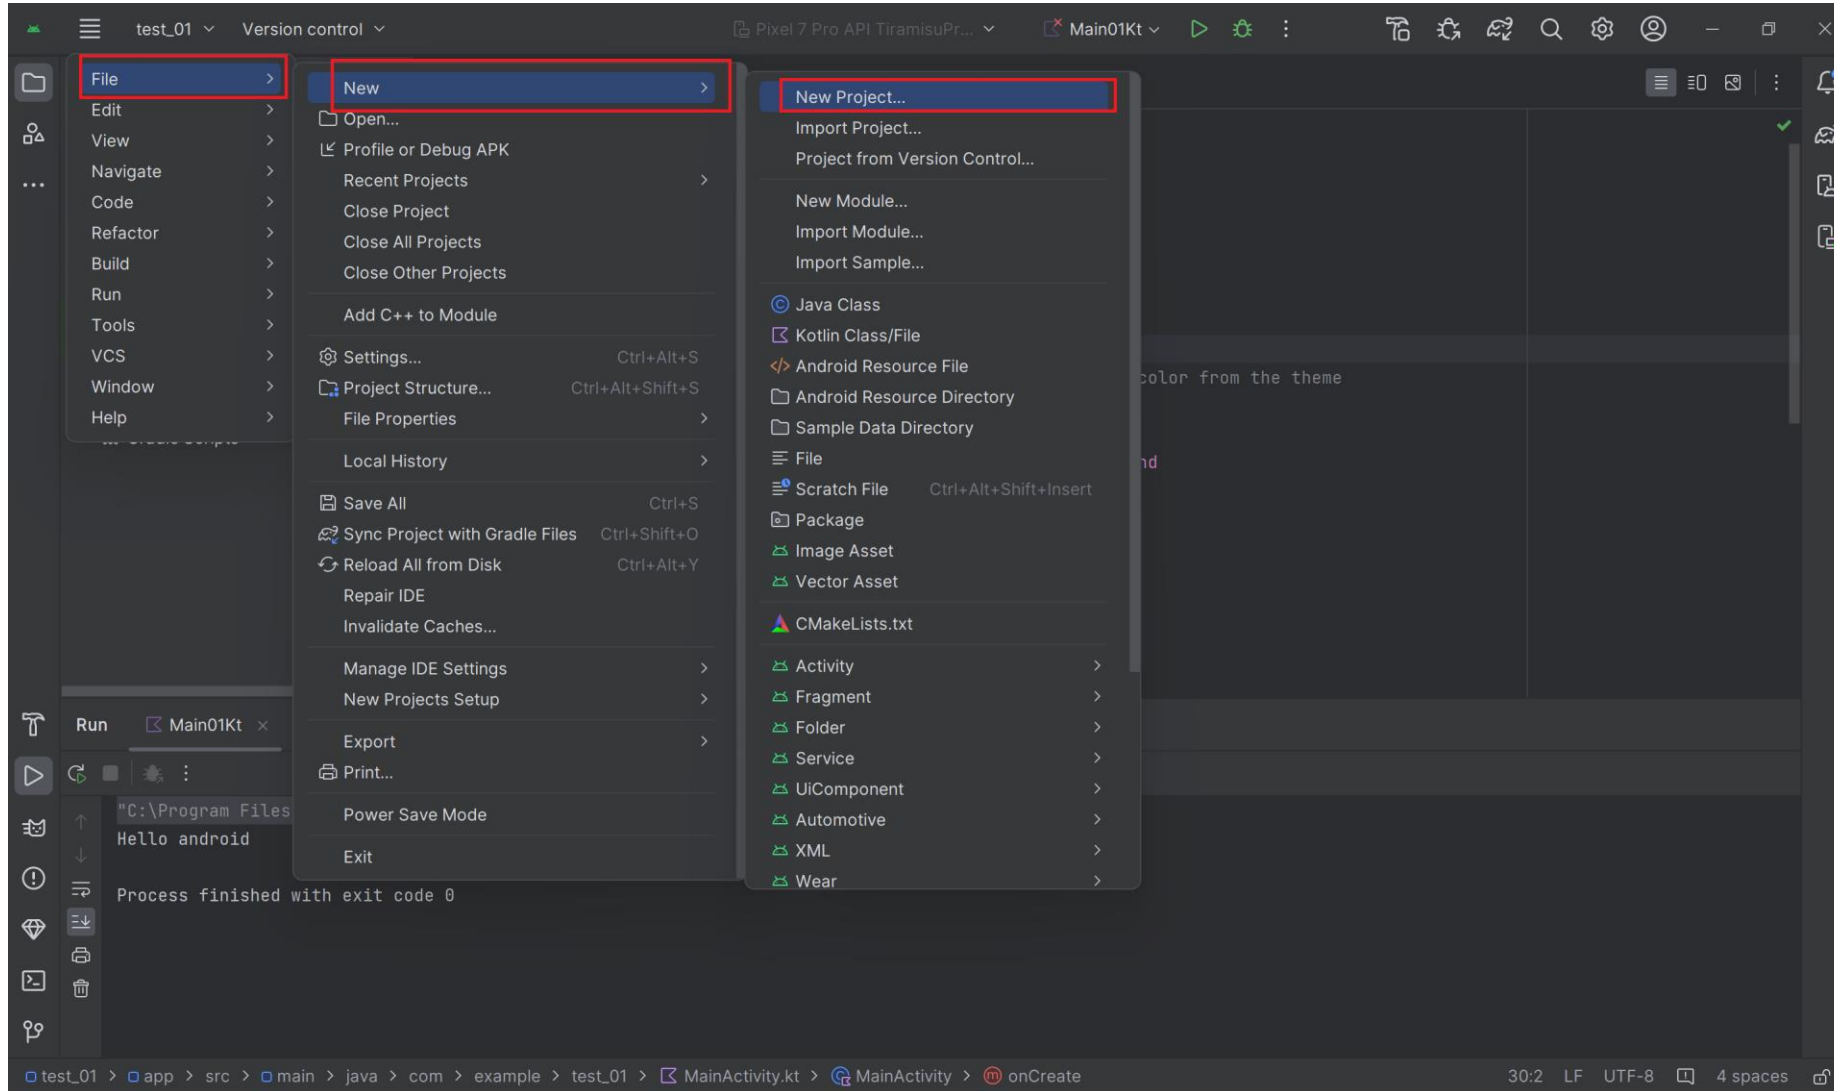 test_01 Version control Pixel 7 Pro API TiramisuPr... Main01Kt
File
Edit
View
Navigate
Code
Refactor
Build
Run
Tools
VCS
Window
Help
New
Open...
Profile or Debug APK
Recent Projects
Close Project
Close All Projects
Close Other Projects
Add C++ to Module
Settings... Ctrl+Alt+S
Project Structure... Ctrl+Alt+Shift+S
File Properties
Local History
Save All Ctrl+S
Sync Project with Gradle Files Ctrl+Shift+O
Reload All from Disk Ctrl+Alt+Y
Repair IDE
Invalidate Caches...
Manage IDE Settings
New Projects Setup
Export
Print...
Power Save Mode
Exit
New Project...
Import Project...
Project from Version Control...
New Module...
Import Module...
Import Sample...
Java Class
Kotlin Class/File
Android Resource File
Android Resource Directory
Sample Data Directory
File
Scratch File Ctrl+Alt+Shift+Insert
Package
Image Asset
Vector Asset
CMakeLists.txt
Activity
Fragment
Folder
Service
UiComponent
Automotive
XML
Wear
color from the theme
nd
Run Main01Kt
"C:\Program Files
Hello android
Process finished with exit code 0
test_01 > app > src > main > java > com > example > test_01 > MainActivity.kt > MainActivity > onCreate 30:2 LF UTF-8 4 spaces